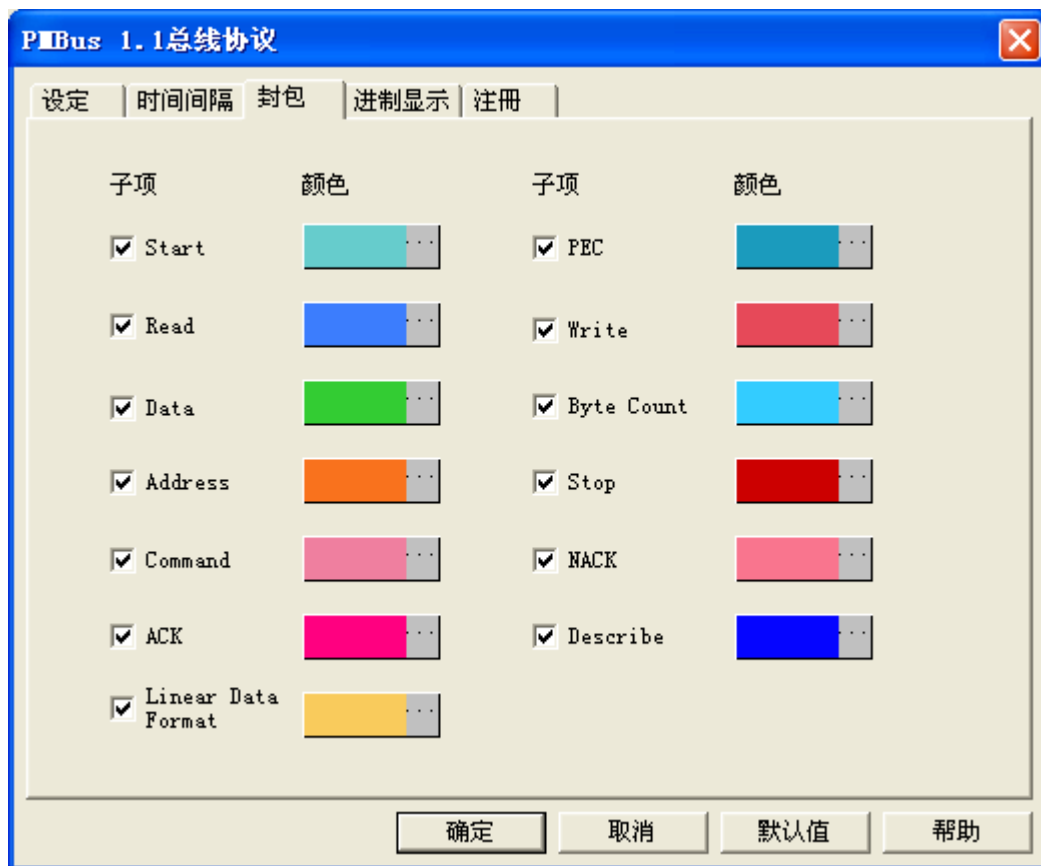 PMBus 1.1总线协议
设定 时间间隔 封包 进制显示 注册
子项 颜色 子项 颜色
Start ... PEC ...
Read ... Write ...
Data ... Byte Count ...
Address ... Stop ...
Command ... NACK ...
ACK ... Describe ...
Linear Data
Format ...
确定 取消 默认值 帮助